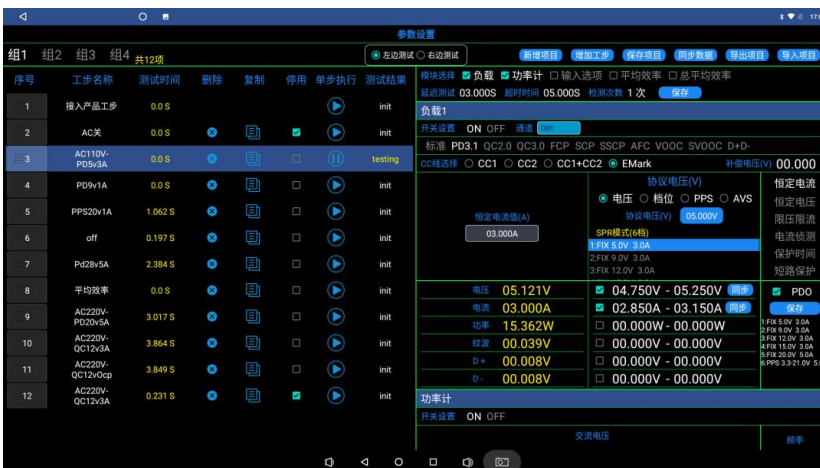 17:0
参数设置
组1 组2 组3 组4 共12项
左边测试 右边测试 新增项目 增加工步 保存项目 同步数据 导出项目 导入项目
序号 工步名称 测试时间 删除 复制 停用 单步执行 测试结果
1 接入产品工步 0.0 S init
2 AC关 0.0 S init
3 AC110V-PD5v3A 0.0 S testing
4 PD9v1A 0.0 S init
5 PPS20v1A 1.062 S init
6 off 0.197 S init
7 Pd28v5A 2.384 S init
8 平均效率 0.0 S init
9 AC220V-PD20v5A 3.017 S init
10 AC220V-QC12v3A 3.864 S init
11 AC220V-QC12vOcp 3.849 S init
12 AC220V-QC12v3A 0.231 S init
模块选择 负载 功率计 输入选项 平均效率 总平均效率
延迟测试 03.000S 超时时间 05.000S 检测次数 1 次 保存
负载1
开关设置 ON OFF 通道 CH1
标准 PD3.1 QC2.0 QC3.0 FCP SCP SSCP AFC VOOC SVOOC D+D-
CC线选择 CC1 CC2 CC1+CC2 EMark 补偿电压(V) 00.000
恒定电流值(A)
03.000A
协议电压(V)
电压 档位 PPS AVS
协议电压(V) 05.000V
SPR模式(6档)
1:FIX 5.0V 3.0A
2:FIX 9.0V 3.0A
3:FIX 12.0V 3.0A
恒定电流
恒定电压
限压限流
电流侦测
保护时间
短路保护
电压 05.121V 04.750V - 05.250V 同步
电流 03.000A 02.850A - 03.150A 同步
功率 15.362W 00.000W - 00.000W
纹波 00.039V 00.000V - 00.000V
D+ 00.008V 00.000V - 00.000V
D- 00.008V 00.000V - 00.000V
PDO
保存
1:FIX 5.0V 3.0A
2:FIX 9.0V 3.0A
3:FIX 12.0V 3.0A
4:FIX 15.0V 3.0A
5:FIX 20.0V 5.0A
6:PPS 3.3-21.0V 5.
功率计
开关设置 ON OFF
交流电压 频率